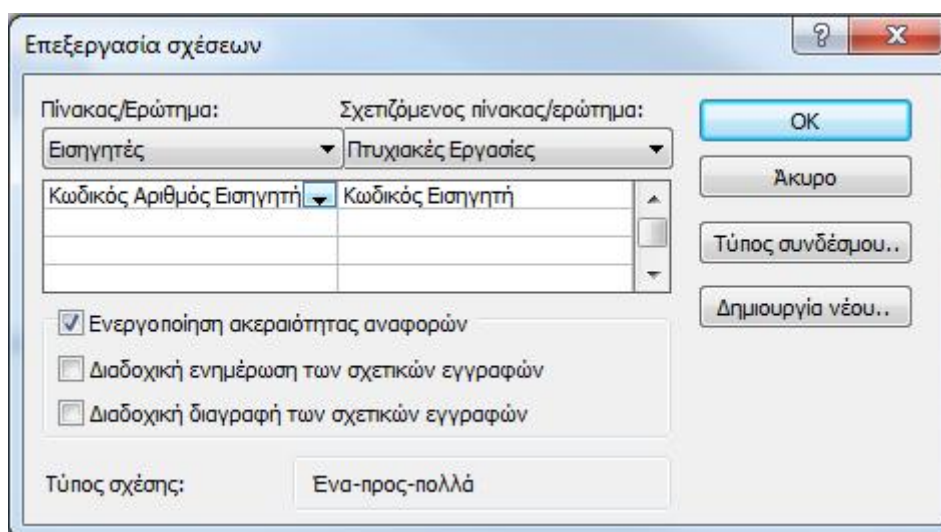 Επεξεργασία σχέσεων
Πίνακας/Ερώτημα: Σχετιζόμενος πίνακας/ερώτημα:
Εισηγητές Πτυχιακές Εργασίες
Κωδικός Αριθμός Εισηγητή Κωδικός Εισηγητή
Ενεργοποίηση ακεραιότητας αναφορών
Διαδοχική ενημέρωση των σχετικών εγγραφών
Διαδοχική διαγραφή των σχετικών εγγραφών
Τύπος σχέσης: Ένα-προς-πολλά
OK
Άκυρο
Τύπος συνδέσμου..
Δημιουργία νέου..